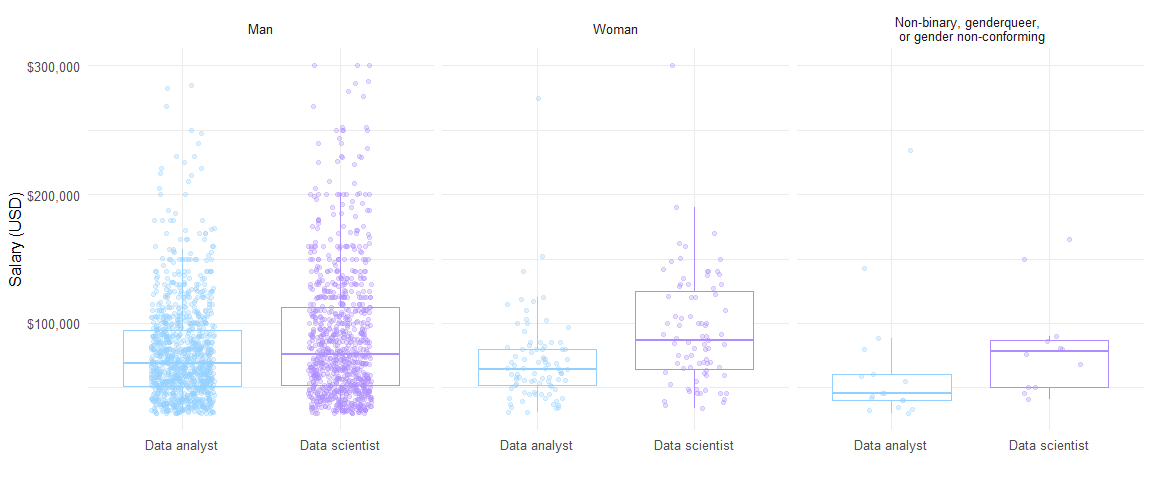 Man
Woman
Non-binary, genderqueer,
or gender non-conforming
Salary (USD)
$300,000
$200,000
$100,000
Data analyst
Data scientist
Data analyst
Data scientist
Data analyst
Data scientist